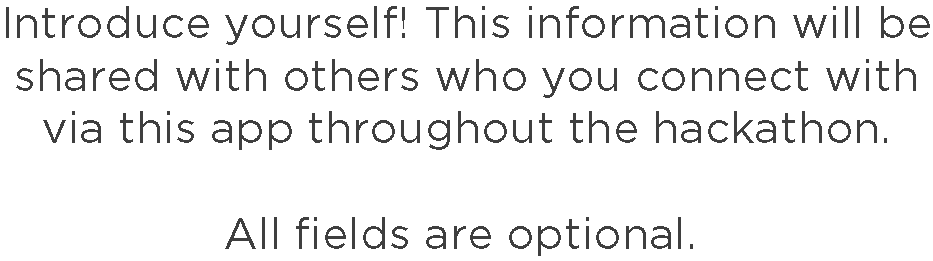 Introduce yourself! This information will be
shared with others who you connect with
via this app throughout the hackathon.
All fields are optional.